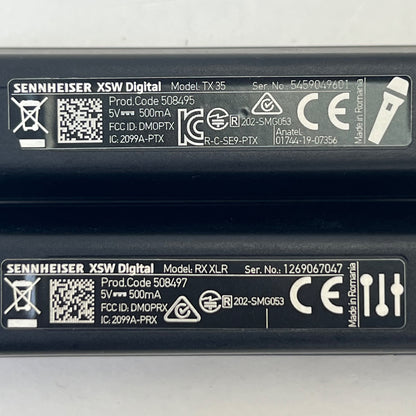 SENNHEISER XSW Digital Model: TX 35 Ser. No.: 5459049601
Prod.Code 508495
5V 500mA
FCC ID: DMOPTX
IC: 2099A-PTX
R-C-SE9-PTX
R 202-SMG053
Anatel:
01744-19-07356
CE
Made in Romania
SENNHEISER XSW Digital Model: RX XLR Ser. No.: 1269067047
Prod.Code 508497
5V 500mA
FCC ID: DMOPRX
IC: 2099A-PRX
R 202-SMG053
CE
Made in Romania